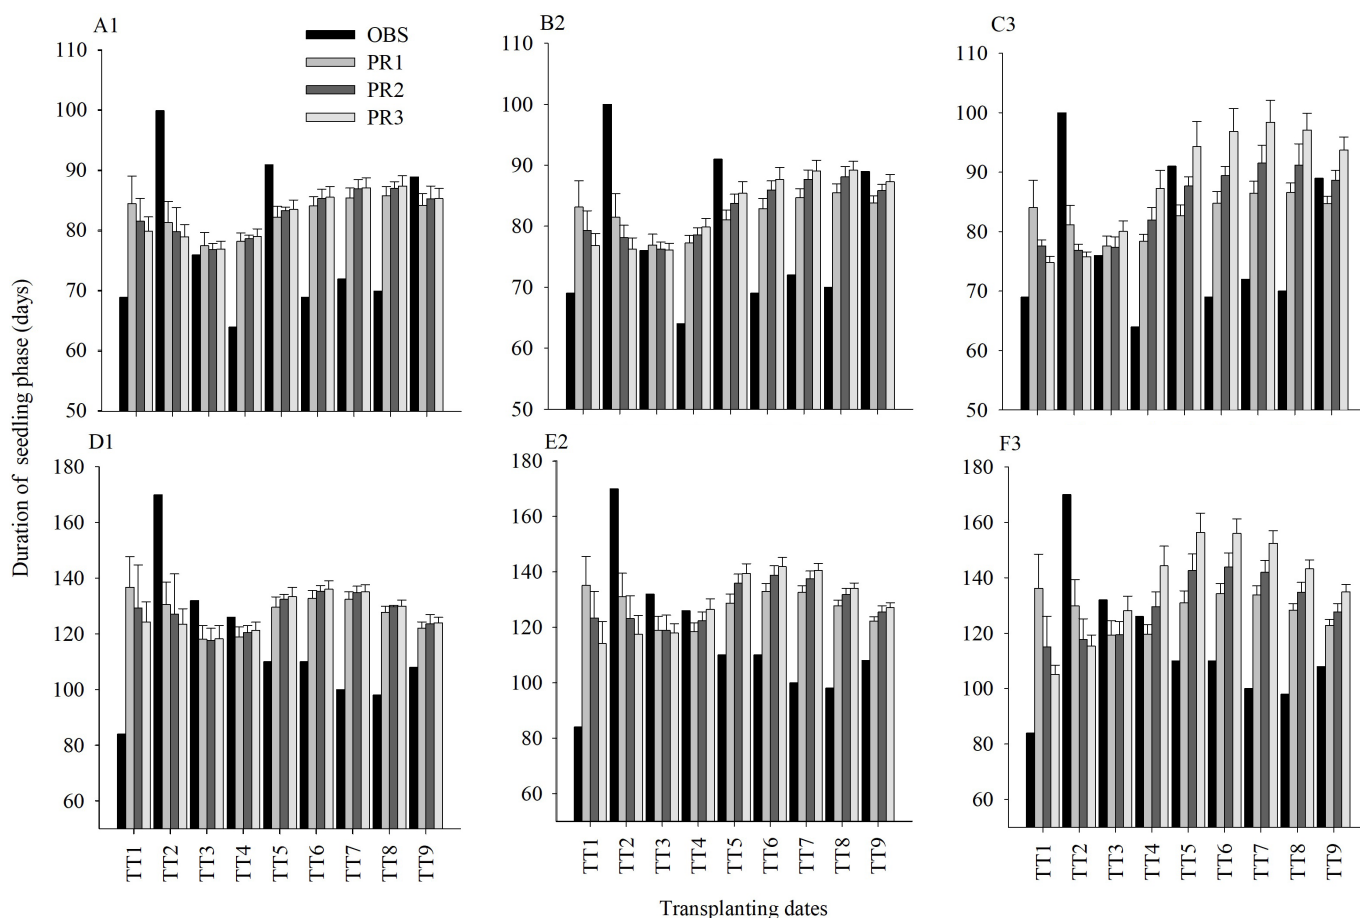 A1
OBS
PR1
PR2
PR3
110
100
90
80
70
60
50
B2
110
100
90
80
70
60
50
C3
110
100
90
80
70
60
50
Duration of seedling phase (days)
D1
180
160
140
120
100
80
60
TT1 TT2 TT3 TT4 TT5 TT6 TT7 TT8 TT9
E2
180
160
140
120
100
80
60
TT1 TT2 TT3 TT4 TT5 TT6 TT7 TT8 TT9
F3
180
160
140
120
100
80
60
TT1 TT2 TT3 TT4 TT5 TT6 TT7 TT8 TT9
Transplanting dates